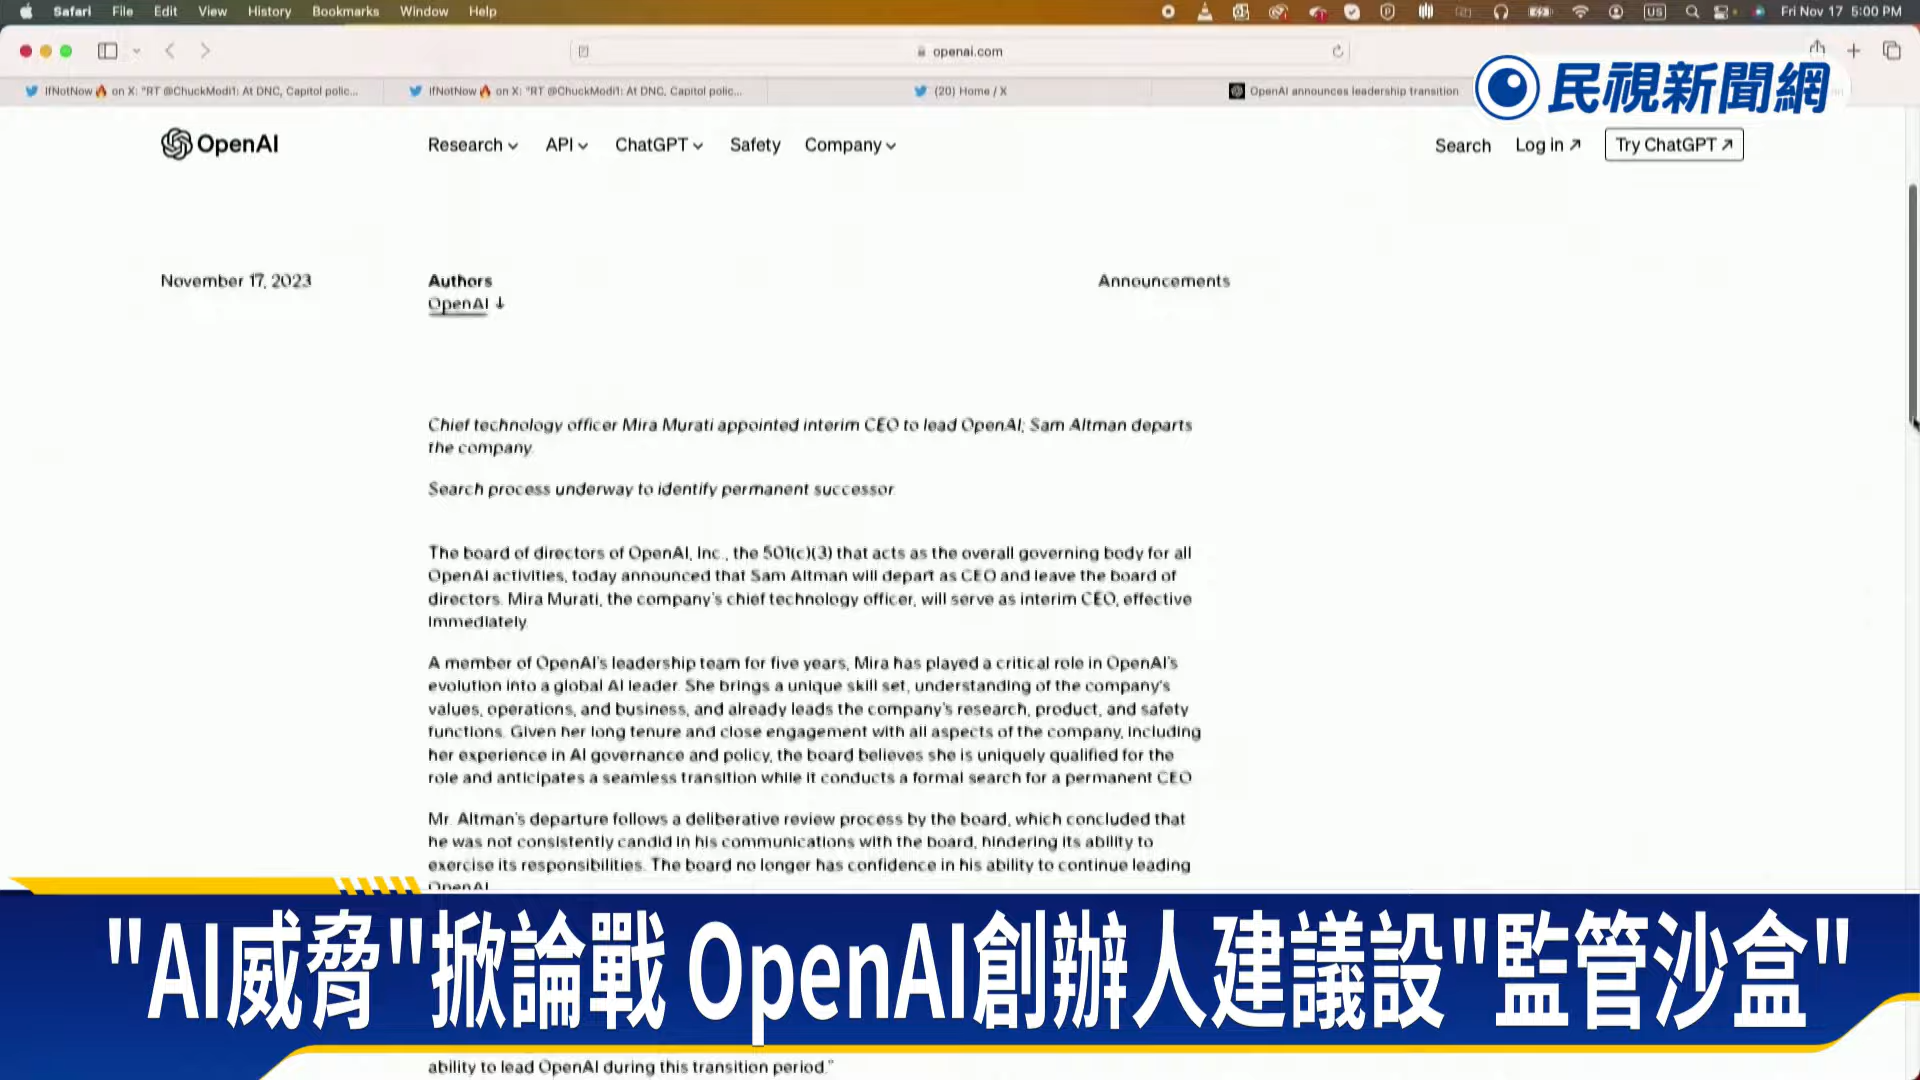 Safari File Edit View History Bookmarks Window Help US Fri Nov 17 5:00 PM
openai.com
IfNotNow🔥 on X: "RT @ChuckModi1: At DNC, Capitol polic... IfNotNow🔥 on X: "RT @ChuckModi1: At DNC, Capitol polic... (20) Home / X OpenAI announces leadership transition
民視新聞網
OpenAI Research API ChatGPT Safety Company Search Log in ↗ Try ChatGPT ↗
November 17, 2023 Authors Announcements
OpenAI ↓
Chief technology officer Mira Murati appointed interim CEO to lead OpenAI; Sam Altman departs
the company.
Search process underway to identify permanent successor.
The board of directors of OpenAI, Inc., the 501(c)(3) that acts as the overall governing body for all
OpenAI activities, today announced that Sam Altman will depart as CEO and leave the board of
directors. Mira Murati, the company's chief technology officer, will serve as interim CEO, effective
immediately.
A member of OpenAI's leadership team for five years, Mira has played a critical role in OpenAI's
evolution into a global AI leader. She brings a unique skill set, understanding of the company's
values, operations, and business, and already leads the company's research, product, and safety
functions. Given her long tenure and close engagement with all aspects of the company, including
her experience in AI governance and policy, the board believes she is uniquely qualified for the
role and anticipates a seamless transition while it conducts a formal search for a permanent CEO.
Mr. Altman's departure follows a deliberative review process by the board, which concluded that
he was not consistently candid in his communications with the board, hindering its ability to
exercise its responsibilities. The board no longer has confidence in his ability to continue leading
OpenAI.
"AI威脅"掀論戰 OpenAI創辦人建議設"監管沙盒"
ability to lead OpenAI during this transition period."